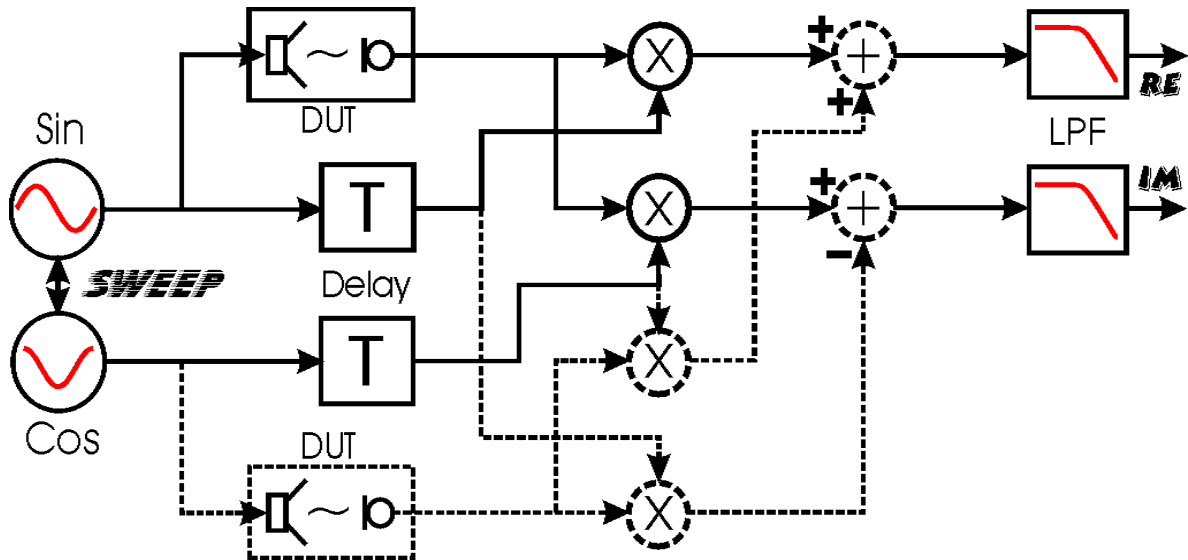 DUT
X
+
+
+
RE
Sin
LPF
T
X
+
+
IM
SWEEP
Delay
−
T
X
Cos
DUT
X